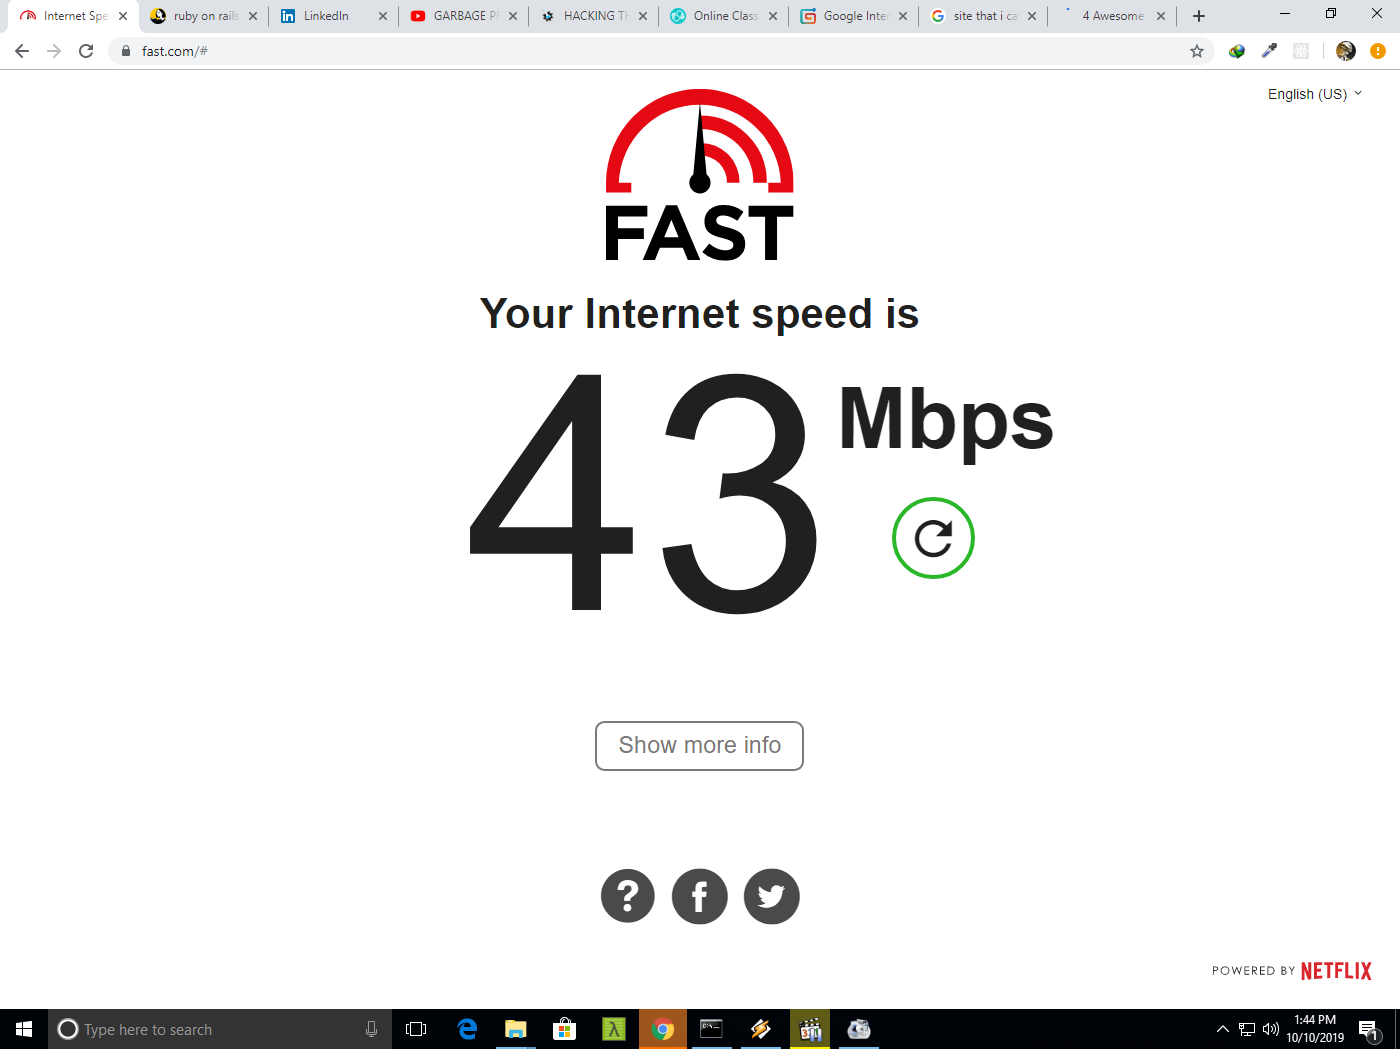 Internet Spe
ruby on rails
LinkedIn
GARBAGE P
HACKING TH
Online Class
Google Inter
site that i ca
4 Awesome
fast.com/#
English (US)
FAST
Your Internet speed is
43 Mbps
Show more info
?
f
POWERED BY NETFLIX
Type here to search
1:44 PM
10/10/2019
1